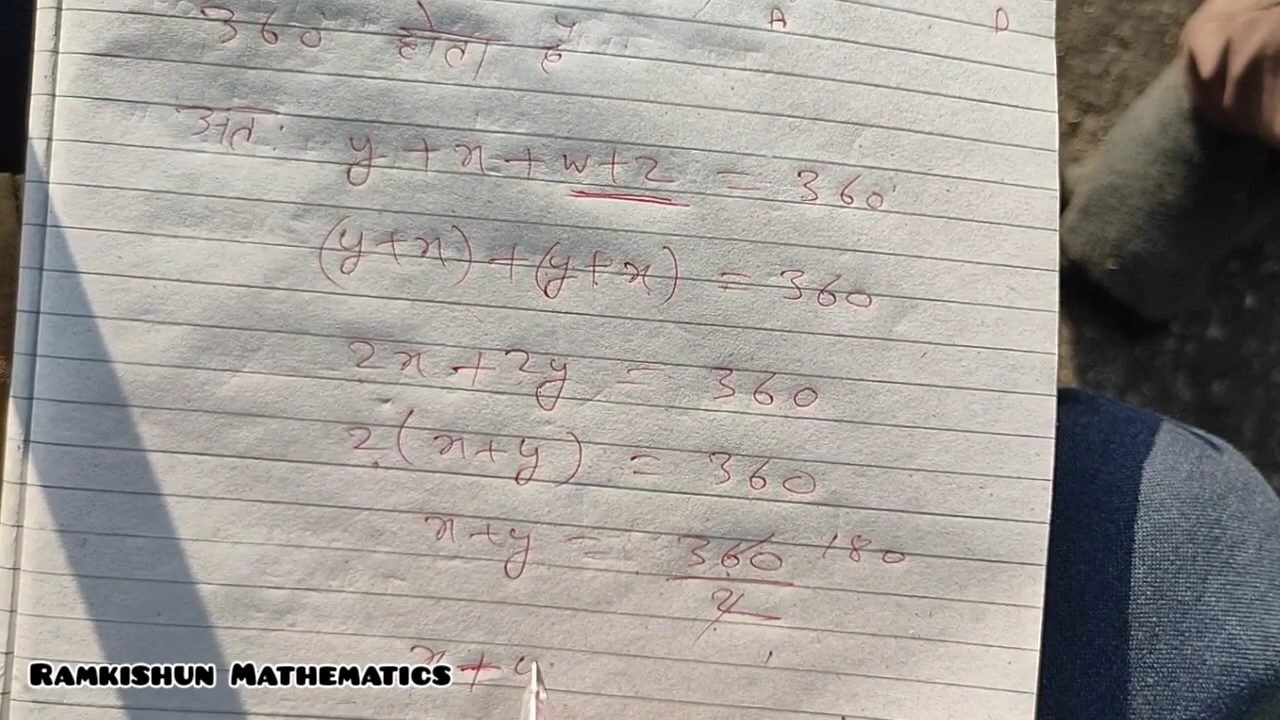 A D
360° होता है
अतः y + x + w + z = 360°
(y+x) + (y+x) = 360
2x + 2y = 360
2(x+y) = 360
x+y = 360/2 180
x + y
RAMKISHUN MATHEMATICS